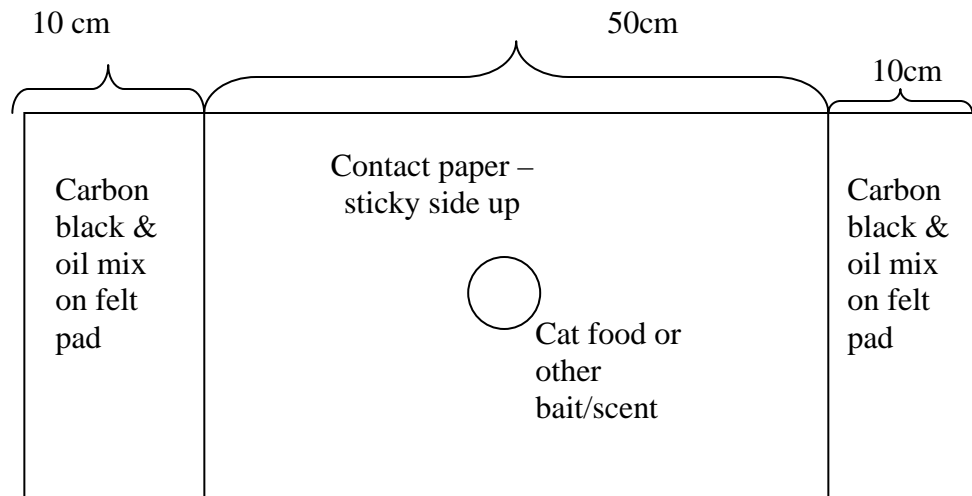 10 cm
50cm
10cm
Contact paper –
sticky side up
Carbon
black &
oil mix
on felt
pad
Carbon
black &
oil mix
on felt
pad
Cat food or
other
bait/scent